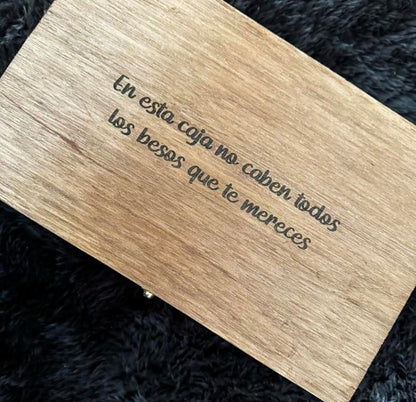 En esta caja no caben todos
los besos que te mereces